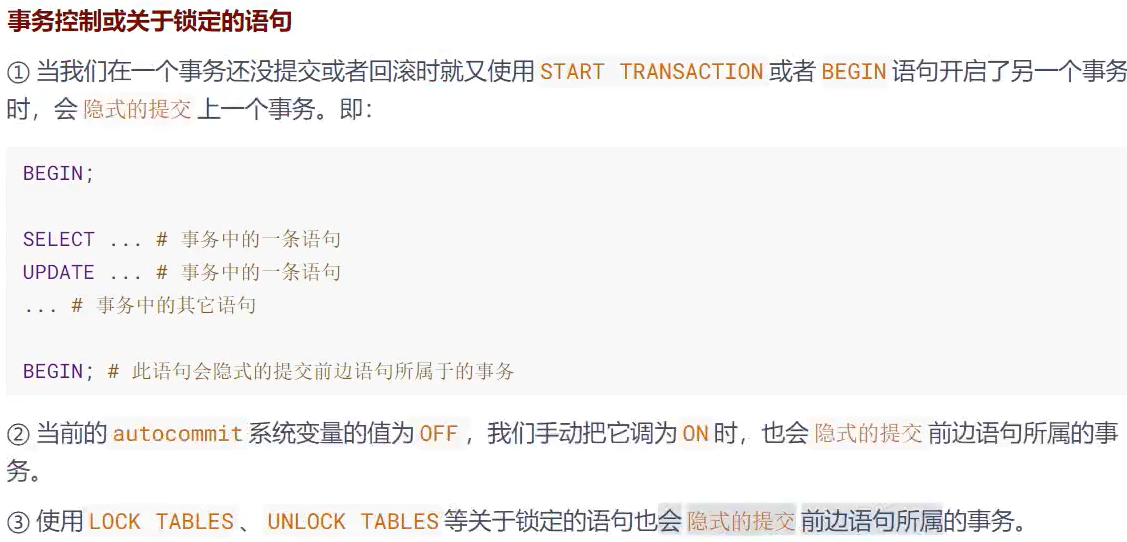 事务控制或关于锁定的语句
① 当我们在一个事务还没提交或者回滚时就又使用 START TRANSACTION 或者 BEGIN 语句开启了另一个事务
时，会 隐式的提交 上一个事务。即：
BEGIN;
SELECT ... # 事务中的一条语句
UPDATE ... # 事务中的一条语句
... # 事务中的其它语句
BEGIN; # 此语句会隐式的提交前边语句所属于的事务
② 当前的 autocommit 系统变量的值为 OFF ，我们手动把它调为 ON 时，也会 隐式的提交 前边语句所属的事
务。
③ 使用 LOCK TABLES 、 UNLOCK TABLES 等关于锁定的语句也会 隐式的提交 前边语句所属的事务。